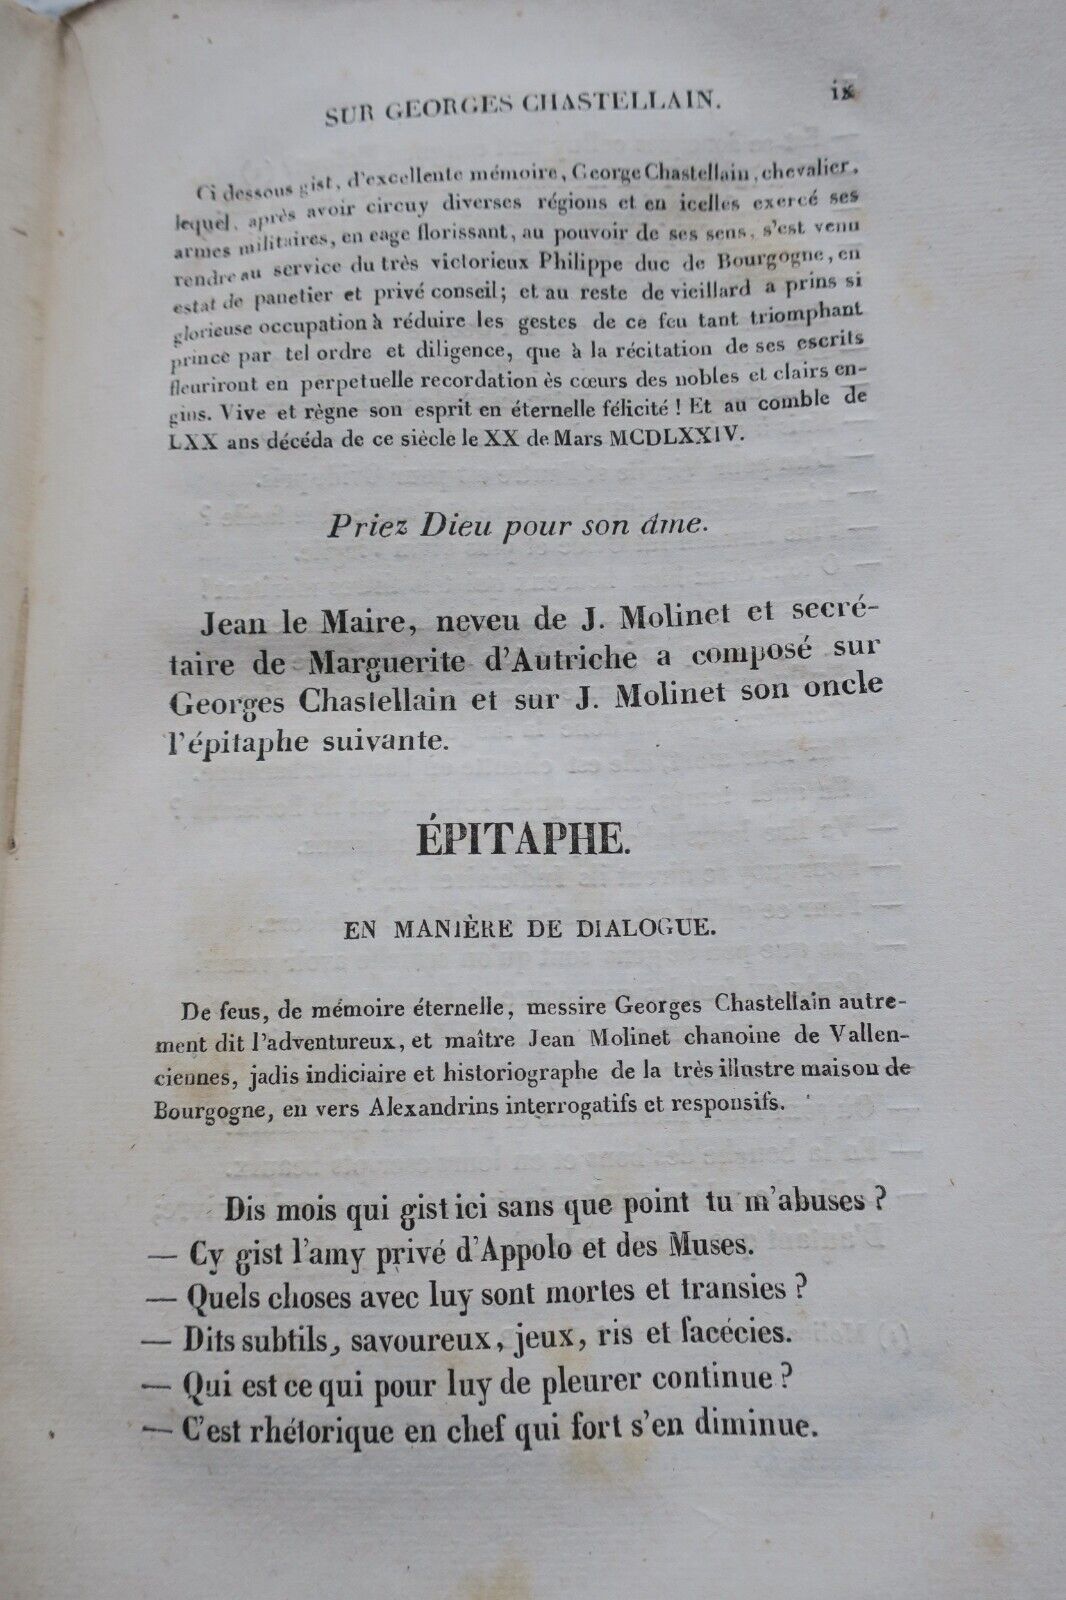 SUR GEORGES CHASTELLAIN. ix
Ci dessous gist, d'excellente mémoire, George Chastellain, chevalier,
lequel, après avoir circuy diverses régions et en icelles exercé ses
armes militaires, en eage florissant, au pouvoir de ses sens, s'est venu
rendre au service du très victorieux Philippe duc de Bourgogne, en
estat de panetier et privé conseil; et au reste de vieillard a prins si
glorieuse occupation à réduire les gestes de ce feu tant triomphant
prince par tel ordre et diligence, que à la récitation de ses escrits
fleuriront en perpetuelle recordation ès cœurs des nobles et clairs en-
gins. Vive et règne son esprit en éternelle félicité ! Et au comble de
LXX ans décéda de ce siècle le XX de Mars MCDLXXIV.
Priez Dieu pour son âme.
Jean le Maire, neveu de J. Molinet et secré-
taire de Marguerite d'Autriche a composé sur
Georges Chastellain et sur J. Molinet son oncle
l'épitaphe suivante.
ÉPITAPHE.
EN MANIÈRE DE DIALOGUE.
De feus, de mémoire éternelle, messire Georges Chastellain autre-
ment dit l'adventureux, et maître Jean Molinet chanoine de Vallen-
ciennes, jadis indiciaire et historiographe de la très illustre maison de
Bourgogne, en vers Alexandrins interrogatifs et responsifs.
Dis mois qui gist ici sans que point tu m'abuses ?
— Cy gist l'amy privé d'Appolo et des Muses.
— Quels choses avec luy sont mortes et transies ?
— Dits subtils, savoureux, jeux, ris et facécies.
— Qui est ce qui pour luy de pleurer continue ?
— C'est rhétorique en chef qui fort s'en diminue.